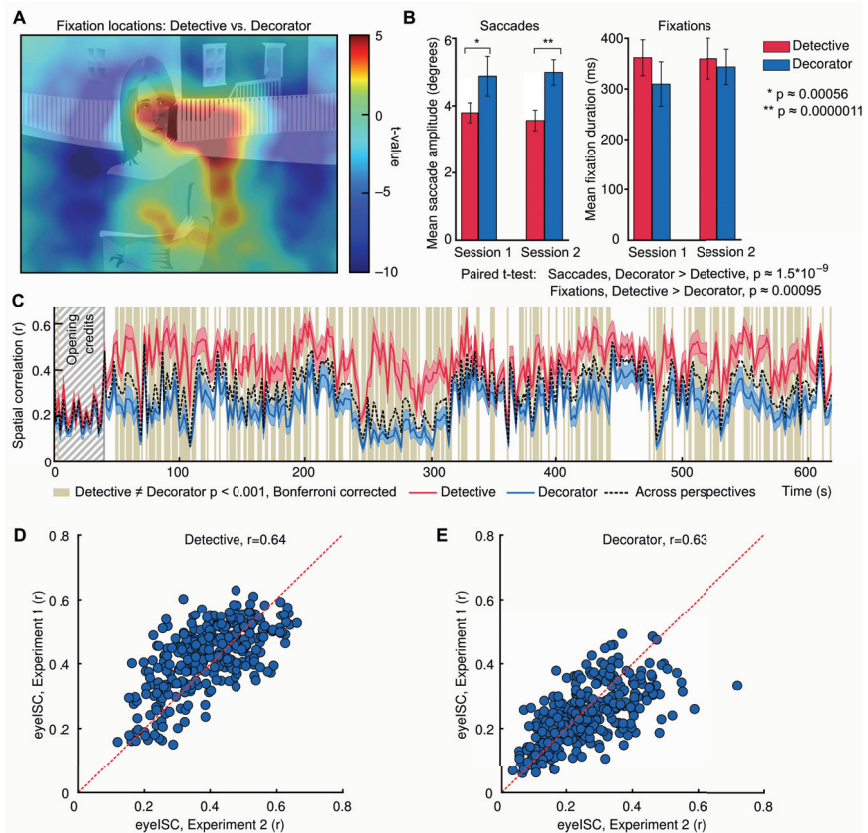 A
Fixation locations: Detective vs. Decorator
5
0
−5
−10
t-value
B
Saccades
Fixations
6
4
2
0
Mean saccade amplitude (degrees)
*
**
Session 1
Session 2
400
300
200
100
0
Mean fixation duration (ms)
Session 1
Session 2
Detective
Decorator
* p ≈ 0.00056
** p ≈ 0.0000011
Paired t-test: Saccades, Decorator > Detective, p ≈ 1.5*10⁻⁹
Fixations, Detective > Decorator, p ≈ 0.00095
C
Spatial correlation (r)
0.6
0.4
0.2
0
Opening
credits
0
100
200
300
400
500
600
Time (s)
Detective ≠ Decorator p < 0.001, Bonferroni corrected
Detective
Decorator
Across perspectives
D
Detective, r=0.64
0.8
0.6
0.4
0.2
0
eyeISC, Experiment 1 (r)
0
0.2
0.4
0.6
0.8
eyeISC, Experiment 2 (r)
E
Decorator, r=0.63
0.8
0.6
0.4
0.2
0
eyeISC, Experiment 1 (r)
0
0.2
0.4
0.6
0.8
eyeISC, Experiment 2 (r)